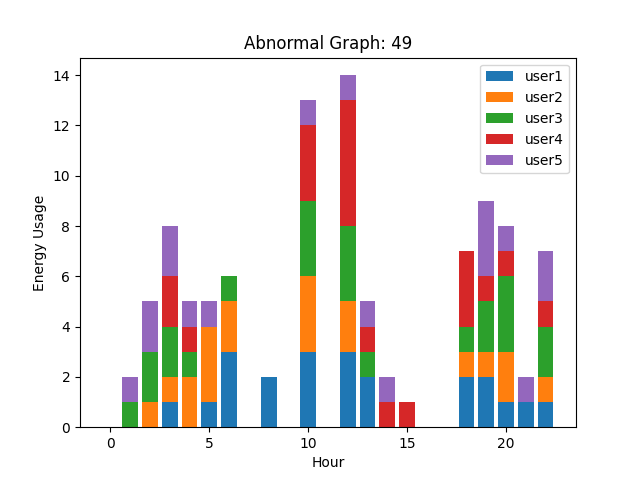 Abnormal Graph: 49
14
12
10
8
6
4
2
0
Energy Usage
user1
user2
user3
user4
user5
0 5 10 15 20
Hour